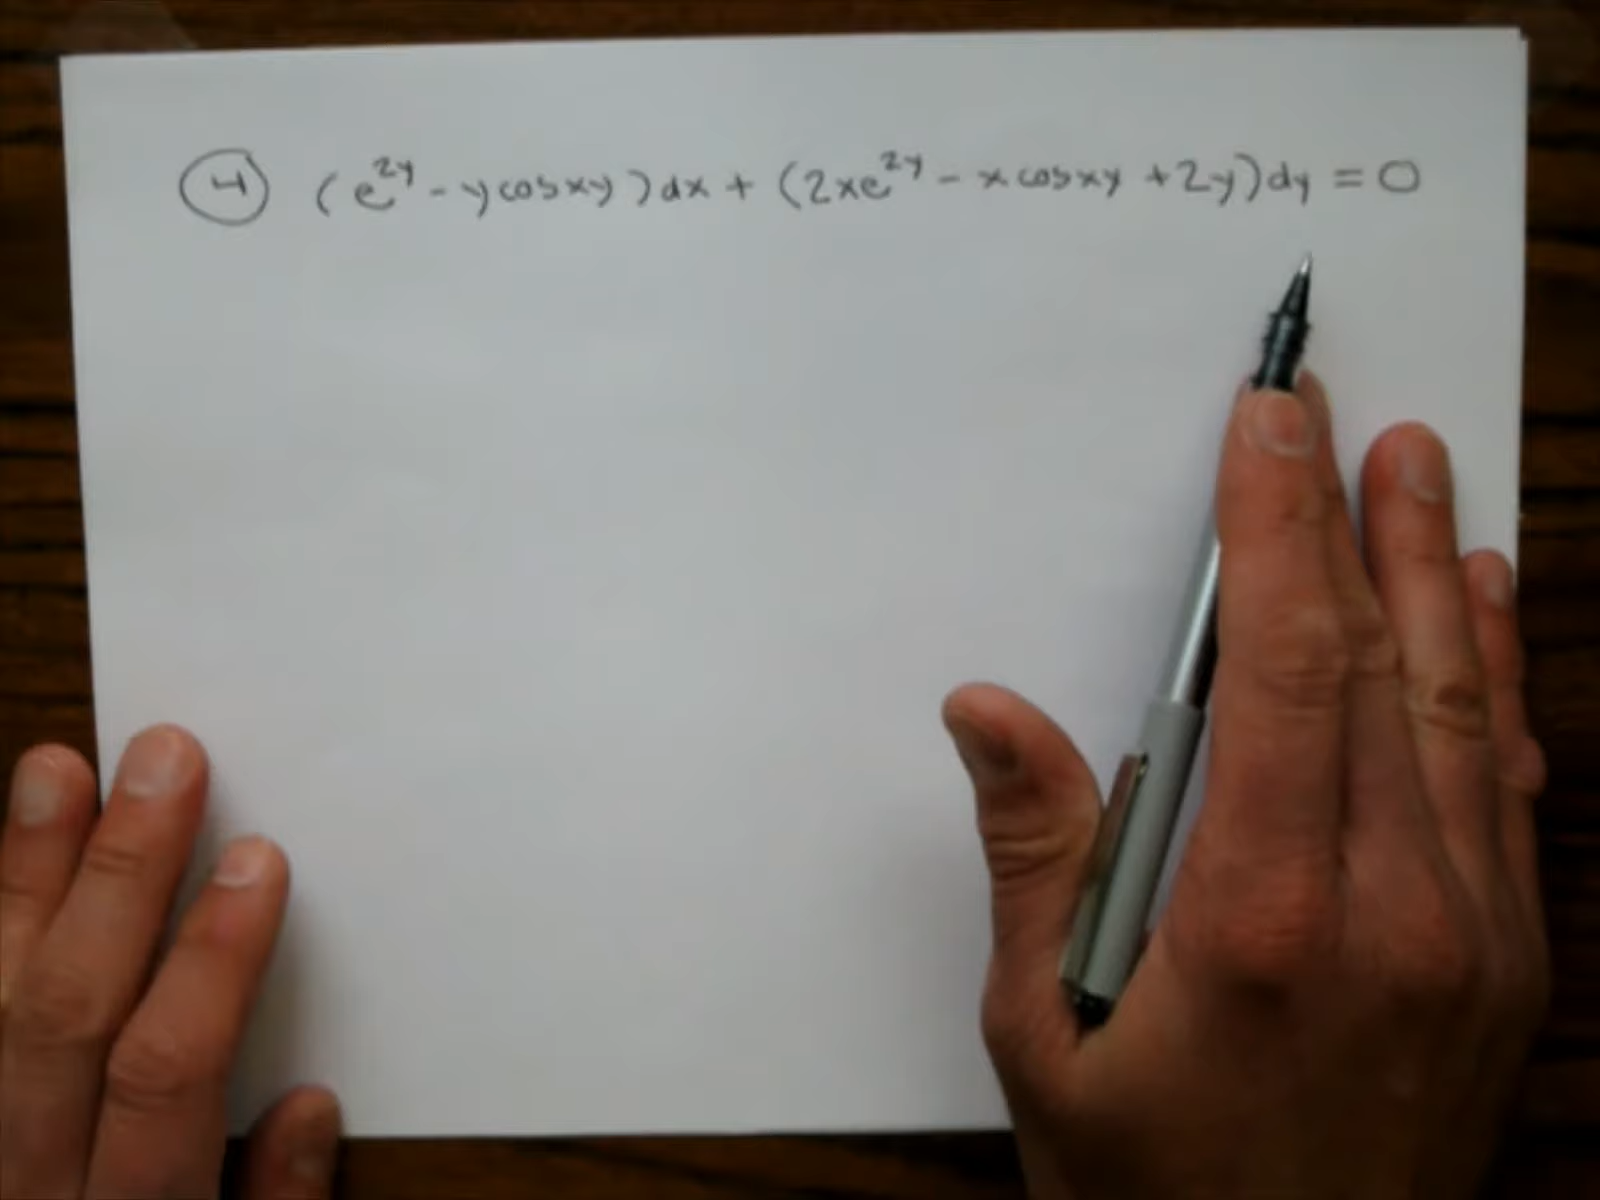 ④ (e^{2y} - y cos xy) dx + (2xe^{2y} - x cos xy + 2y) dy = 0